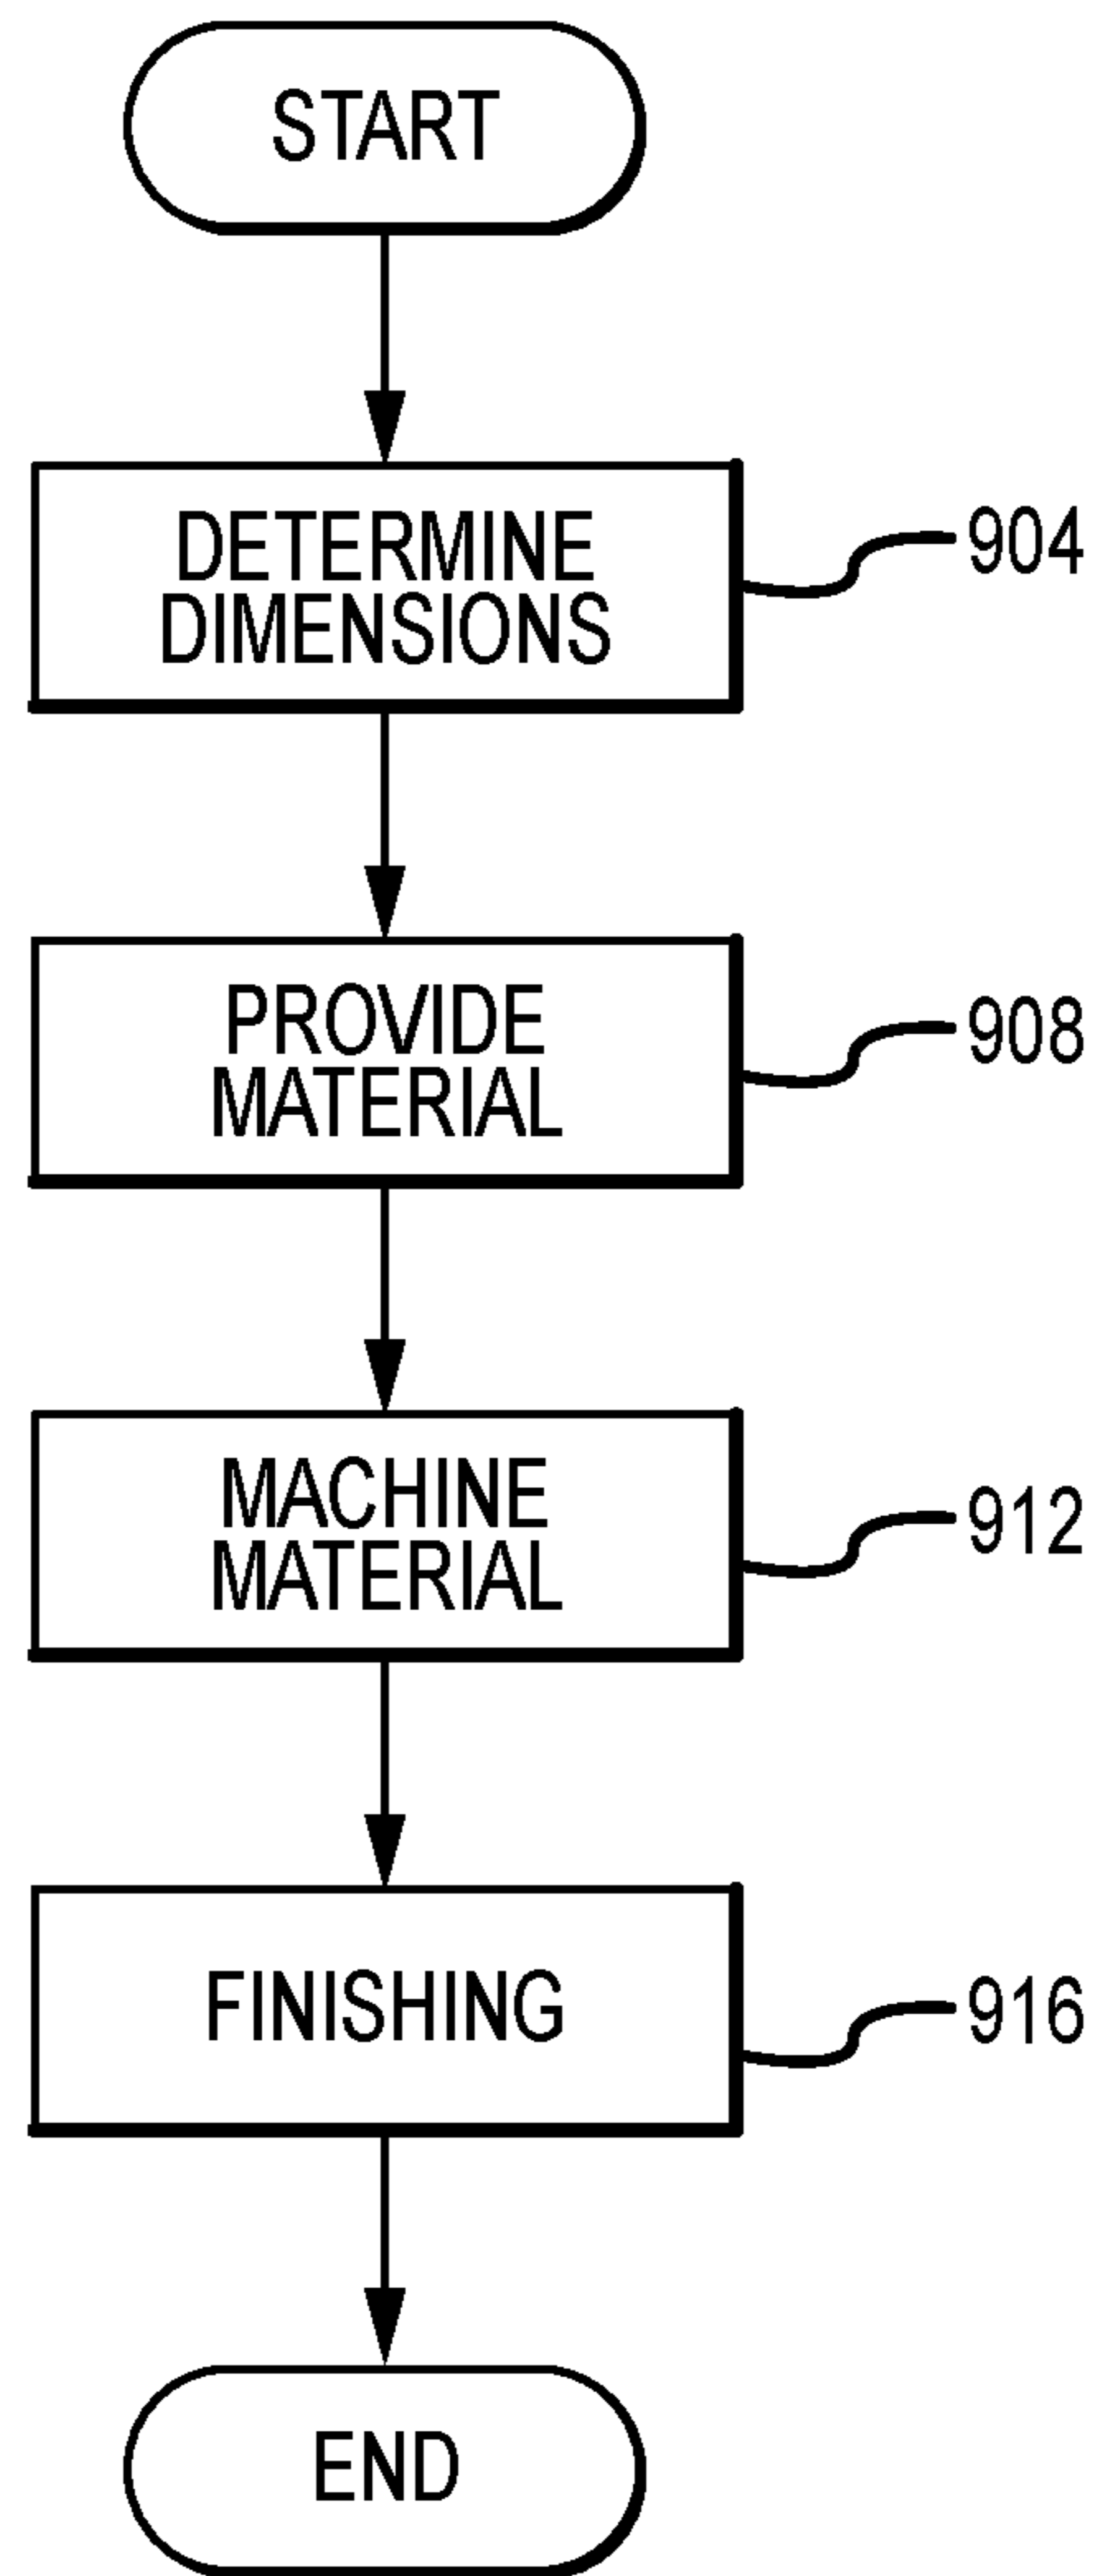 START
DETERMINE
DIMENSIONS
904
PROVIDE
MATERIAL
908
MACHINE
MATERIAL
912
FINISHING
916
END